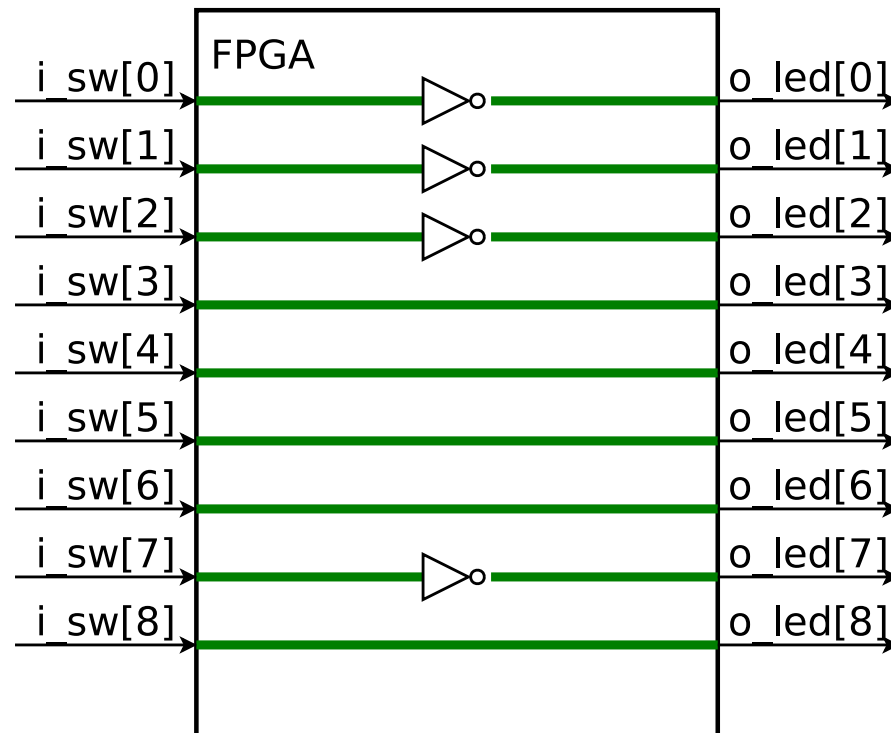 FPGA
i_sw[0] o_led[0]
i_sw[1] o_led[1]
i_sw[2] o_led[2]
i_sw[3] o_led[3]
i_sw[4] o_led[4]
i_sw[5] o_led[5]
i_sw[6] o_led[6]
i_sw[7] o_led[7]
i_sw[8] o_led[8]